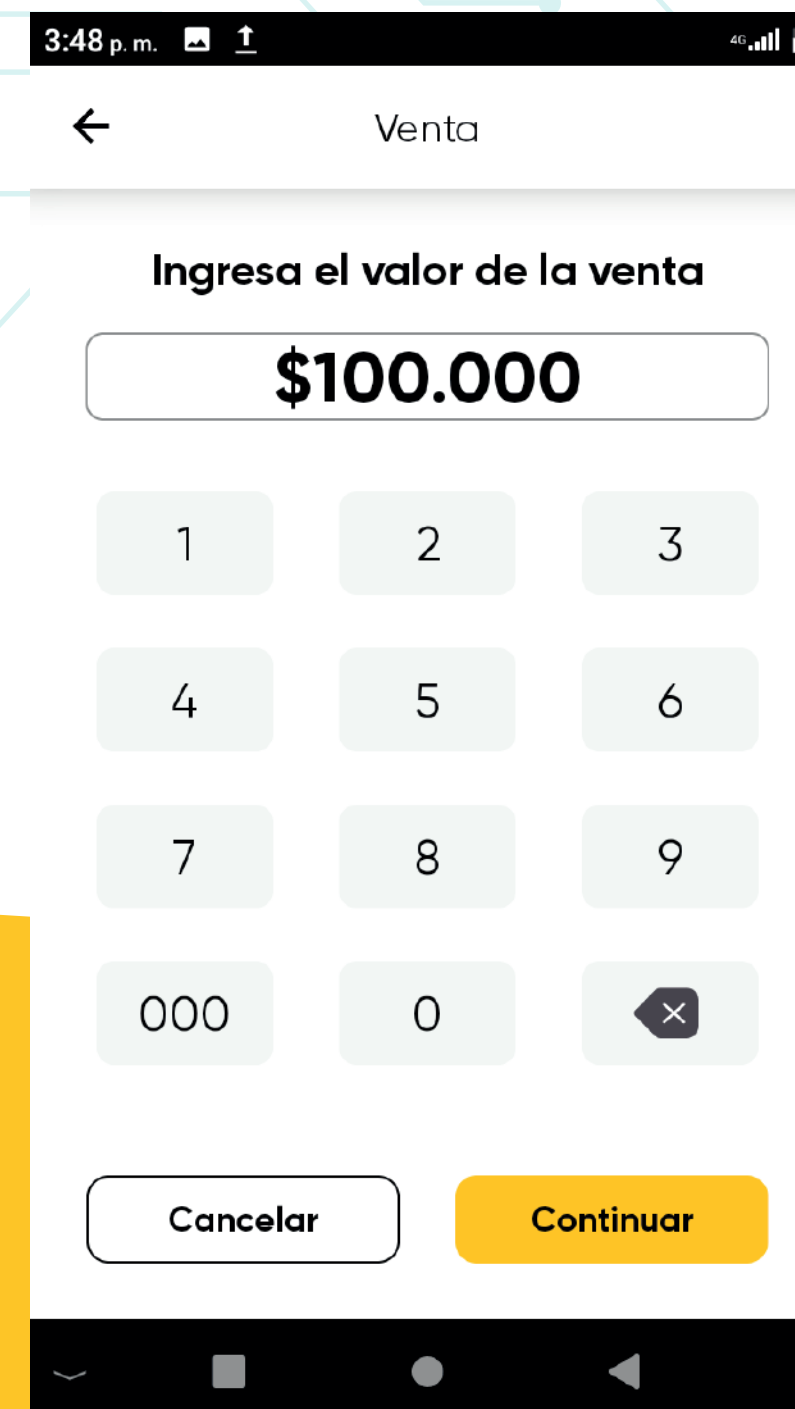 3:48 p. m. 4G
Venta
Ingresa el valor de la venta
$100.000
1 2 3
4 5 6
7 8 9
000 0
Cancelar Continuar